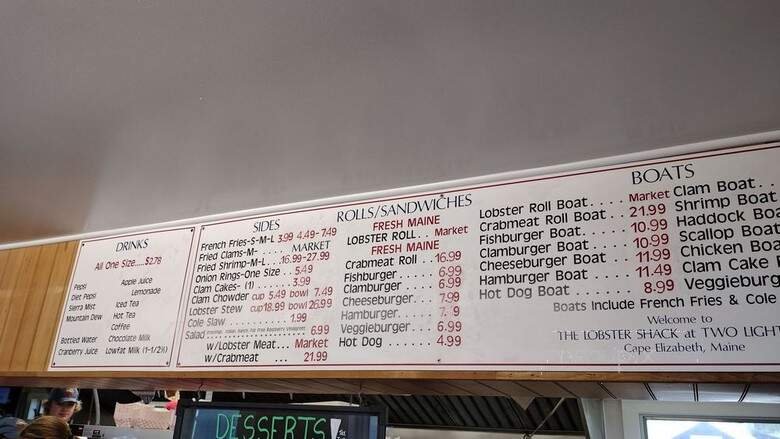 DRINKS
All One Size.....$2.78
Pepsi
Diet Pepsi
Sierra Mist
Mountain Dew
Bottled Water
Cranberry Juice
Apple Juice
Lemonade
Iced Tea
Hot Tea
Coffee
Chocolate Milk
Lowfat Milk (1-1/2%)
SIDES
French Fries-S-M-L 3.99 4.49-7.49
Fried Clams-M- MARKET
Fried Shrimp-M-L . . 16.99-27.99
Onion Rings-One Size . 5.49
Clam Cakes- (1) . . . . . 3.99
Clam Chowder cup 5.49 bowl 7.49
Lobster Stew cup18.99 bowl 26.99
Cole Slaw . . . . . . . . 1.99
Salad 6.99
w/Lobster Meat. . . Market
w/Crabmeat . . . 21.99
ROLLS/SANDWICHES
FRESH MAINE
LOBSTER ROLL . Market
FRESH MAINE
Crabmeat Roll . . 16.99
Fishburger . . . . . 6.99
Clamburger . . . . . 6.99
Cheeseburger . . . . 7.99
Hamburger . . . . . 7.99
Veggieburger . . . . 6.99
Hot Dog . . . . . . 4.99
BOATS
Lobster Roll Boat . . . . Market
Crabmeat Roll Boat . . . 21.99
Fishburger Boat . . . . . 10.99
Clamburger Boat . . . . 10.99
Cheeseburger Boat . . . 11.99
Hamburger Boat . . . . . 11.49
Hot Dog Boat . . . . . . 8.99
Clam Boat. . . .
Shrimp Boat . .
Haddock Boa
Scallop Boat
Chicken Boa
Clam Cake
Veggieburg
Boats Include French Fries & Cole
Welcome to
THE LOBSTER SHACK at TWO LIGH
Cape Elizabeth, Maine
DESSERTS